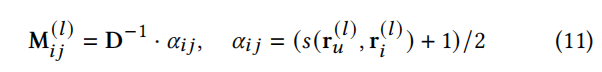 M_{ij}^{(l)} = D^{-1} · α_{ij}, α_{ij} = (s(r_u^{(l)}, r_i^{(l)}) + 1)/2 (11)